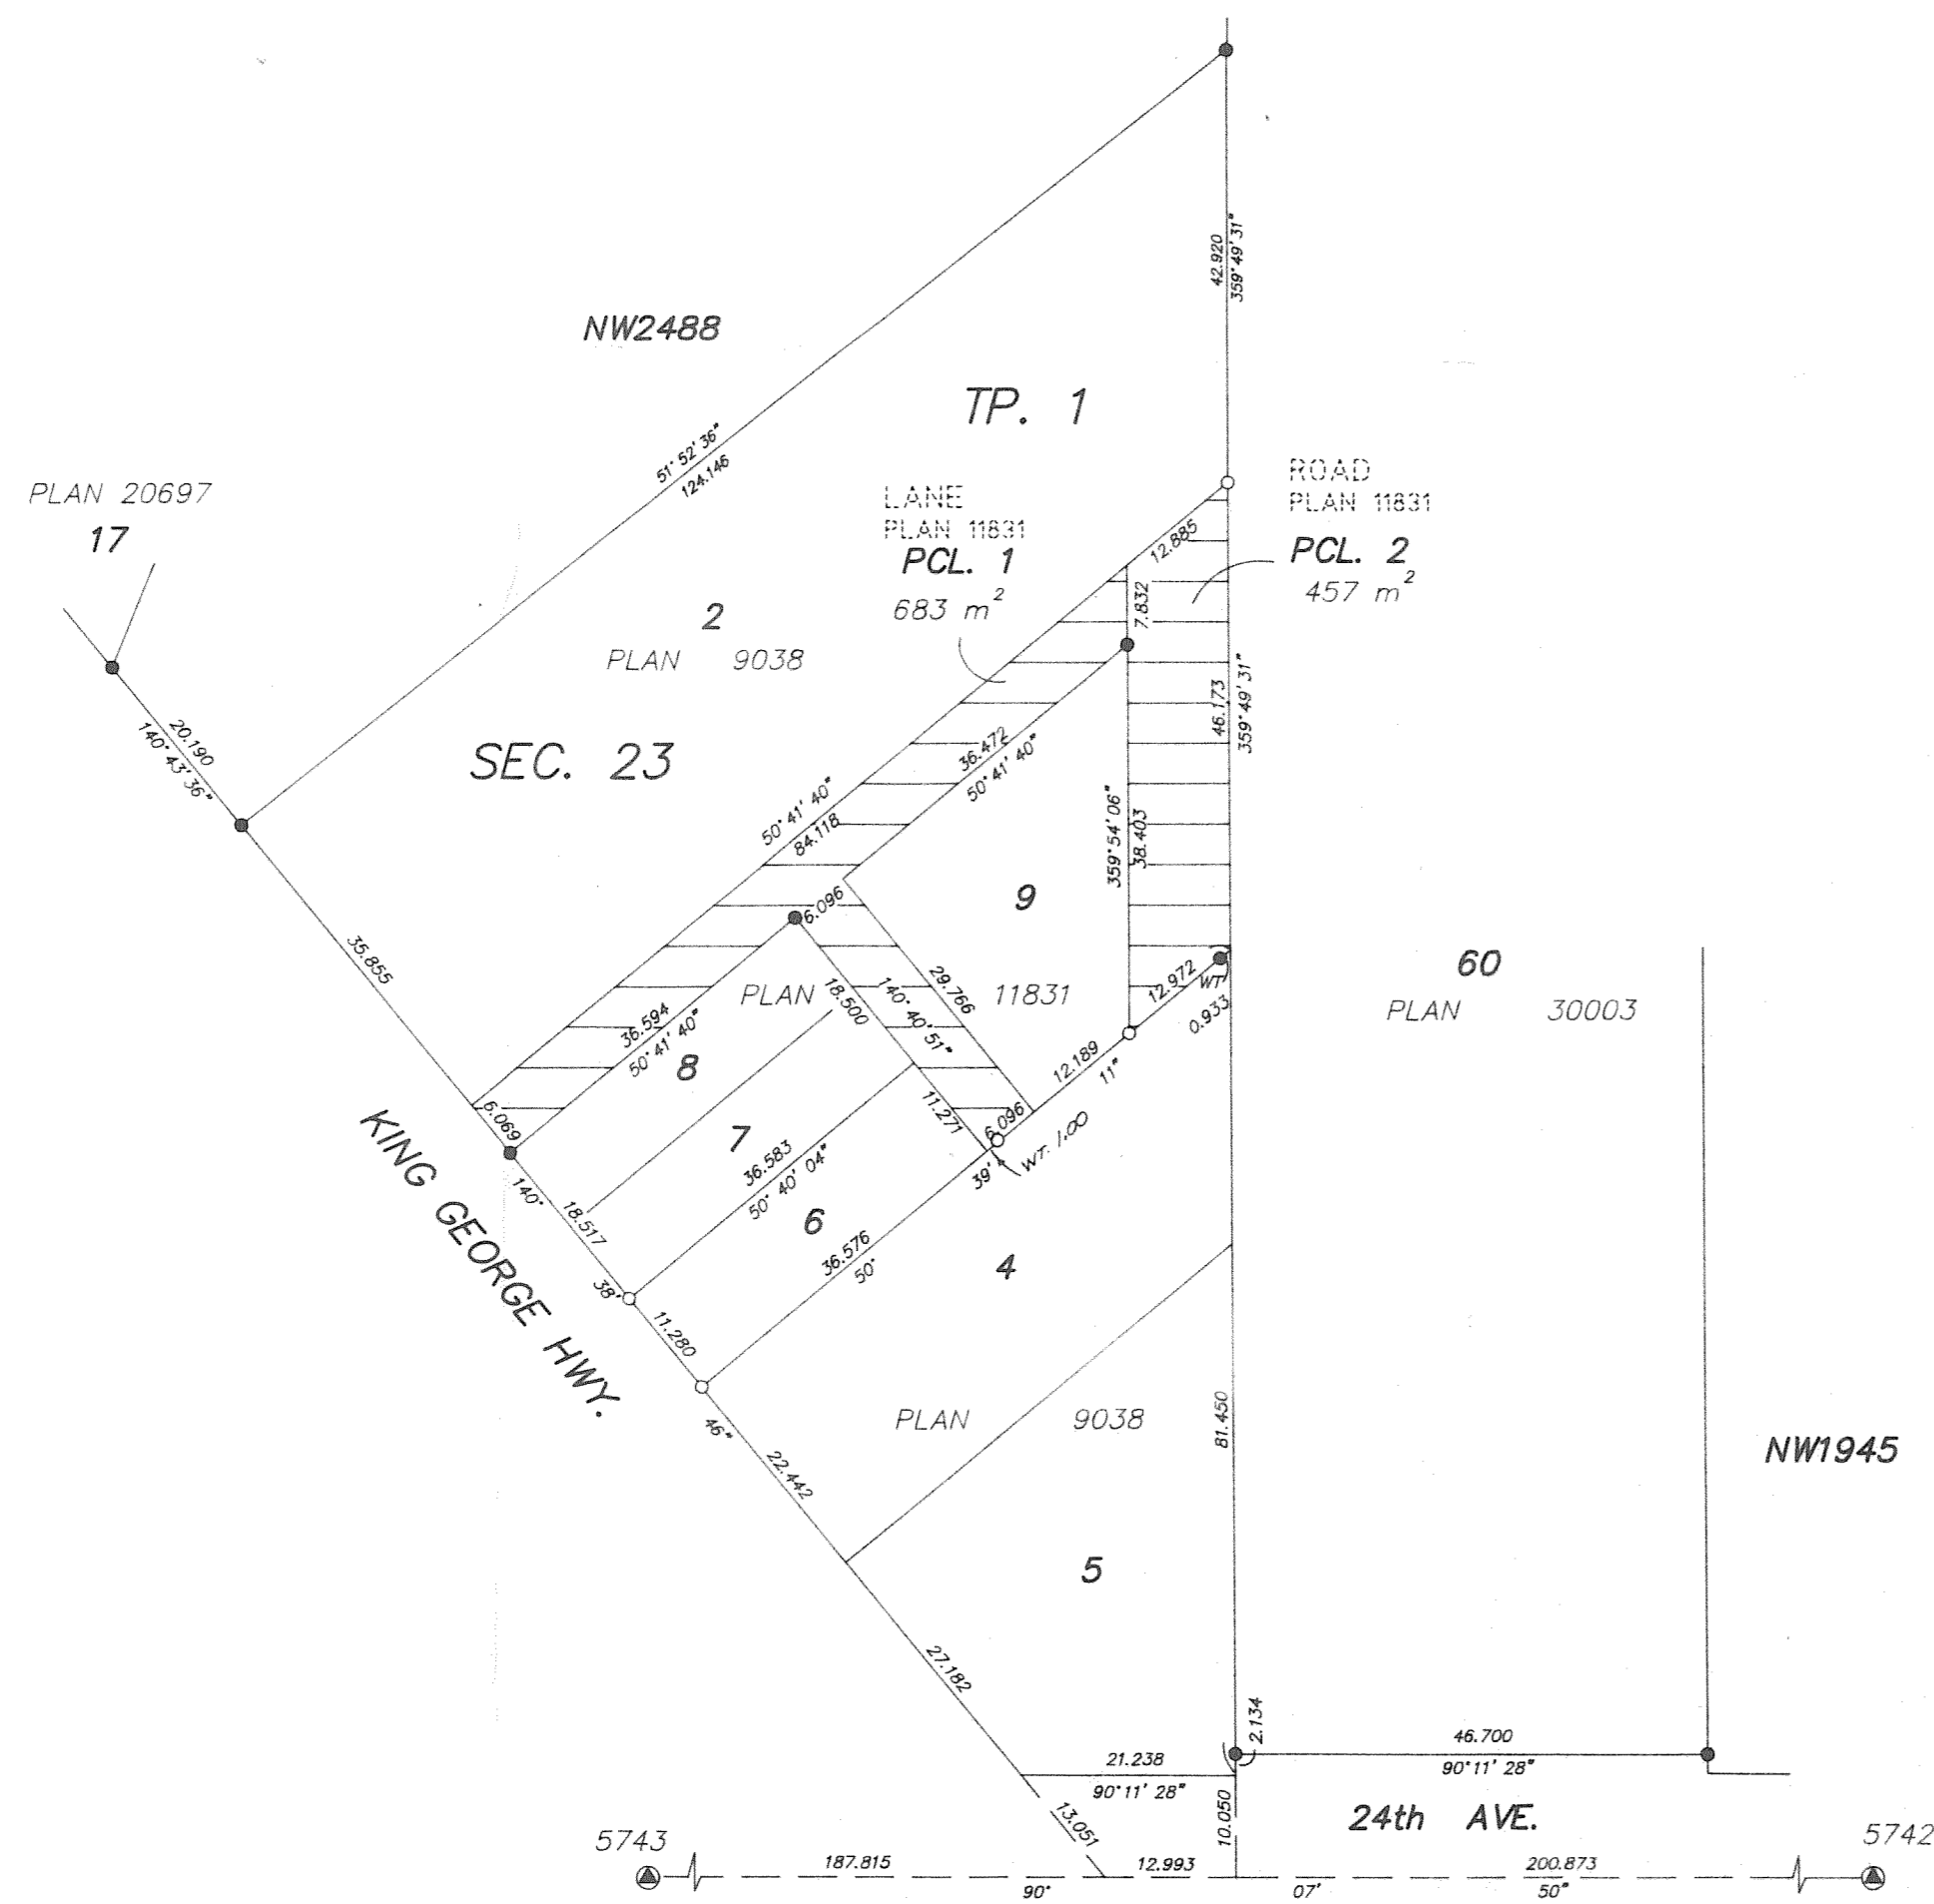 42.920
359°49'31"
NW2488
TP. 1
51°52'36"
124.146
PLAN 20697
17
LANE
PLAN 11831
PCL. 1
683 m²
ROAD
PLAN 11831
PCL. 2
457 m²
12.885
7.832
2
PLAN 9038
20.190
140°43'36"
SEC. 23
46.173
359°49'31"
36.472
50°41'40"
50°41'40"
84.118
359°54'06"
38.403
9
6.096
35.855
29.766
140°40'51"
18.500
PLAN 11831
12.972
WT
0.933
60
PLAN 30003
36.594
50°41'40"
8
12.189
11"
6.069
11.271
6.096
WT. 1.00
39'
7
36.583
50°40'04"
140°
18.517
KING GEORGE HWY.
6
36.576
50°
4
38'
11.280
46"
22.442
PLAN 9038
81.450
NW1945
5
27.182
2.134
46.700
90°11'28"
21.238
90°11'28"
13.051
10.050
24th AVE.
5743
5742
187.815
12.993
200.873
90° 07' 50"